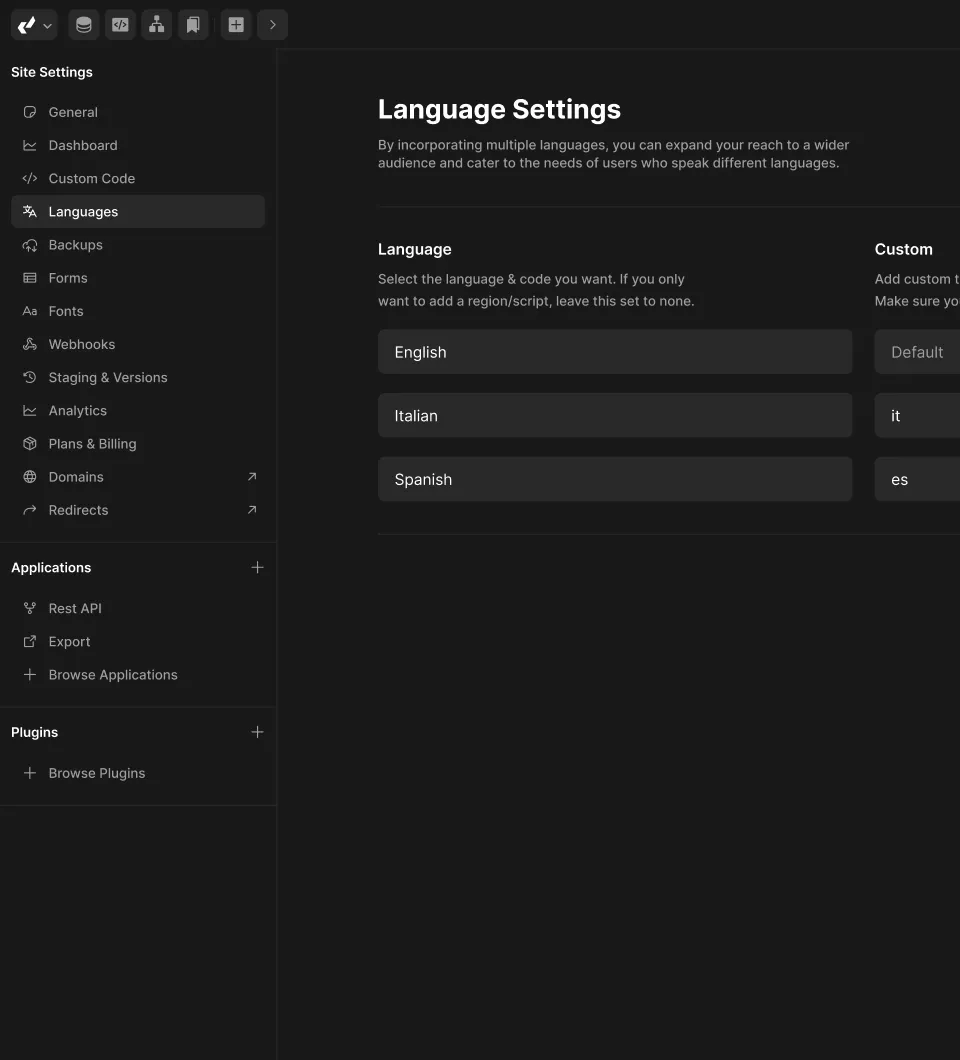 Site Settings
General
Dashboard
Custom Code
Languages
Backups
Forms
Aa Fonts
Webhooks
Staging & Versions
Analytics
Plans & Billing
Domains
Redirects
Applications
Rest API
Export
Browse Applications
Plugins
Browse Plugins
Language Settings
By incorporating multiple languages, you can expand your reach to a wider
audience and cater to the needs of users who speak different languages.
Language
Select the language & code you want. If you only
want to add a region/script, leave this set to none.
English
Italian
Spanish
Custom
Add custom t
Make sure yo
Default
it
es